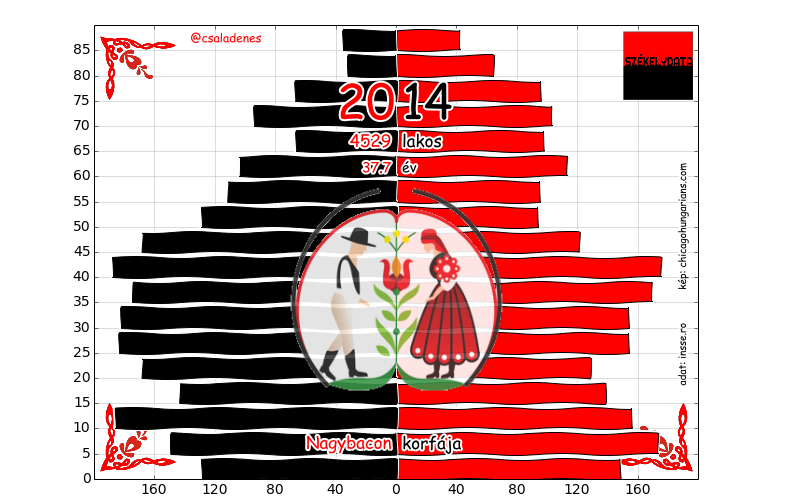 @csaladenes
SZÉKELYDATA
2014
4529 lakos
37.7 év
Nagybacon korfája
kép: chicagohungarians.com
adat: insse.ro
85
80
75
70
65
60
55
50
45
40
35
30
25
20
15
10
5
0
160 120 80 40 0 40 80 120 160